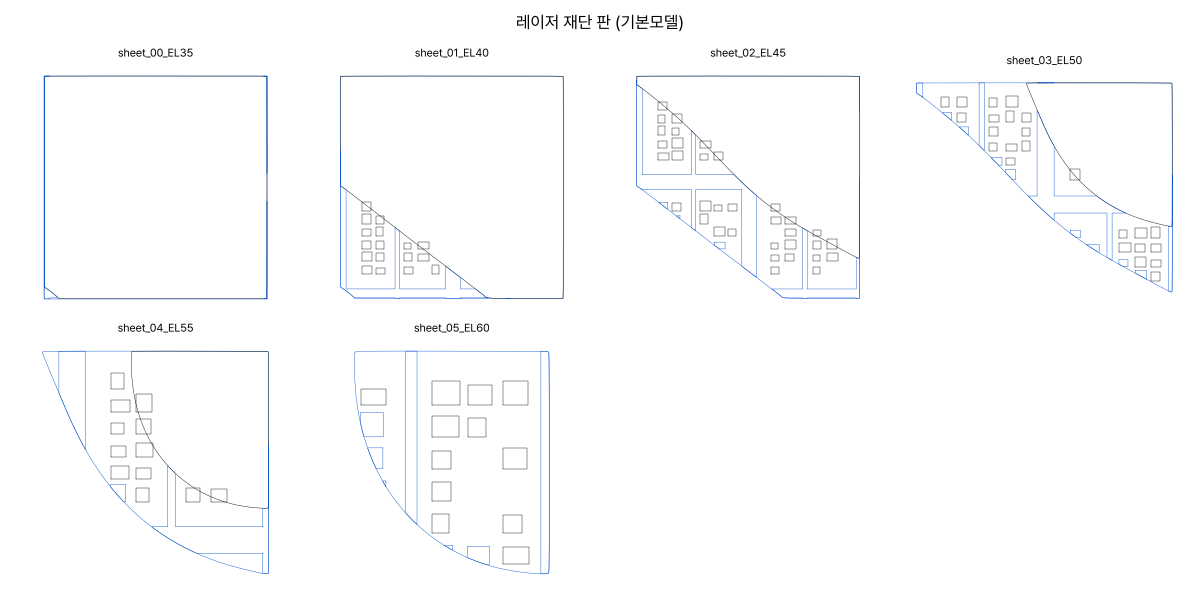 레이저 재단 판 (기본모델)
sheet_00_EL35
sheet_01_EL40
sheet_02_EL45
sheet_03_EL50
sheet_04_EL55
sheet_05_EL60